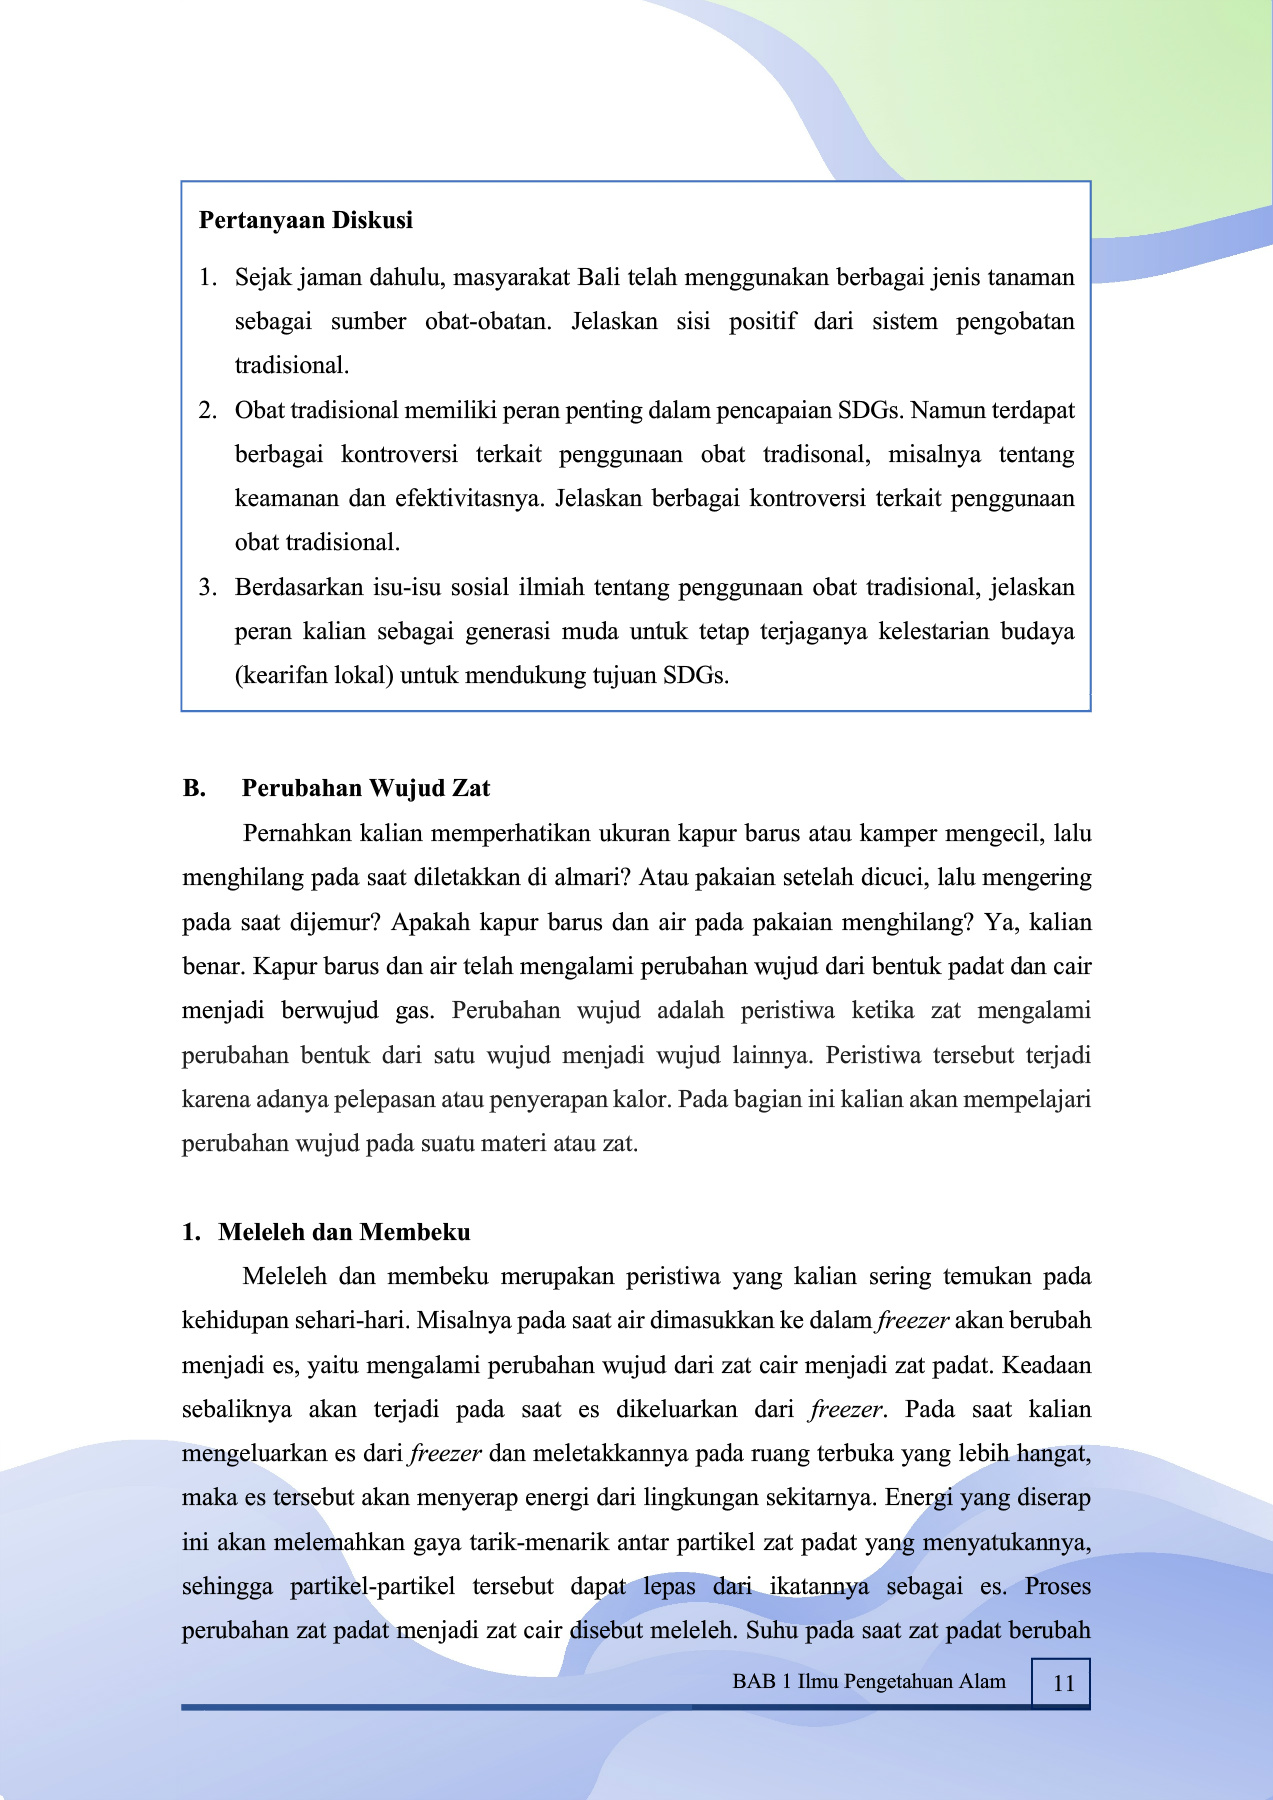 Pertanyaan Diskusi
1. Sejak jaman dahulu, masyarakat Bali telah menggunakan berbagai jenis tanaman
sebagai sumber obat-obatan. Jelaskan sisi positif dari sistem pengobatan
tradisional.
2. Obat tradisional memiliki peran penting dalam pencapaian SDGs. Namun terdapat
berbagai kontroversi terkait penggunaan obat tradisonal, misalnya tentang
keamanan dan efektivitasnya. Jelaskan berbagai kontroversi terkait penggunaan
obat tradisional.
3. Berdasarkan isu-isu sosial ilmiah tentang penggunaan obat tradisional, jelaskan
peran kalian sebagai generasi muda untuk tetap terjaganya kelestarian budaya
(kearifan lokal) untuk mendukung tujuan SDGs.
B. Perubahan Wujud Zat
Pernahkan kalian memperhatikan ukuran kapur barus atau kamper mengecil, lalu
menghilang pada saat diletakkan di almari? Atau pakaian setelah dicuci, lalu mengering
pada saat dijemur? Apakah kapur barus dan air pada pakaian menghilang? Ya, kalian
benar. Kapur barus dan air telah mengalami perubahan wujud dari bentuk padat dan cair
menjadi berwujud gas. Perubahan wujud adalah peristiwa ketika zat mengalami
perubahan bentuk dari satu wujud menjadi wujud lainnya. Peristiwa tersebut terjadi
karena adanya pelepasan atau penyerapan kalor. Pada bagian ini kalian akan mempelajari
perubahan wujud pada suatu materi atau zat.
1. Meleleh dan Membeku
Meleleh dan membeku merupakan peristiwa yang kalian sering temukan pada
kehidupan sehari-hari. Misalnya pada saat air dimasukkan ke dalam freezer akan berubah
menjadi es, yaitu mengalami perubahan wujud dari zat cair menjadi zat padat. Keadaan
sebaliknya akan terjadi pada saat es dikeluarkan dari freezer. Pada saat kalian
mengeluarkan es dari freezer dan meletakkannya pada ruang terbuka yang lebih hangat,
maka es tersebut akan menyerap energi dari lingkungan sekitarnya. Energi yang diserap
ini akan melemahkan gaya tarik-menarik antar partikel zat padat yang menyatukannya,
sehingga partikel-partikel tersebut dapat lepas dari ikatannya sebagai es. Proses
perubahan zat padat menjadi zat cair disebut meleleh. Suhu pada saat zat padat berubah
BAB 1 Ilmu Pengetahuan Alam 11